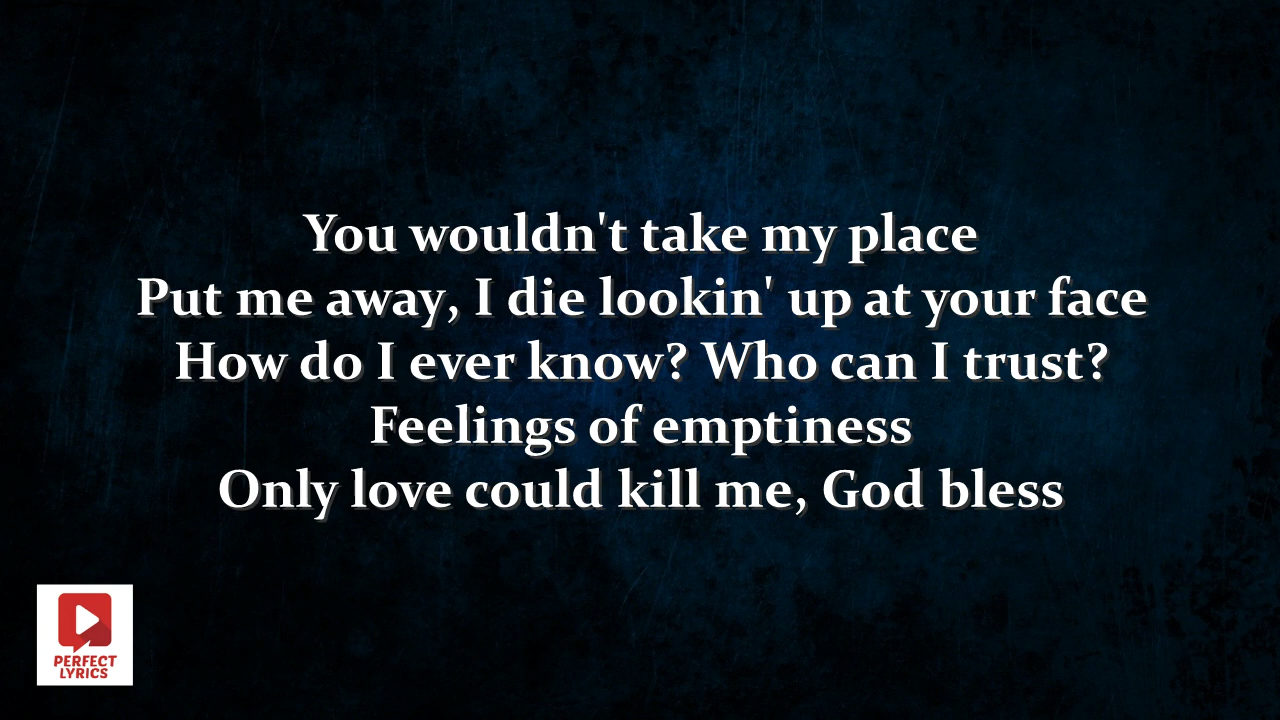 You wouldn't take my place
Put me away, I die lookin' up at your face
How do I ever know? Who can I trust?
Feelings of emptiness
Only love could kill me, God bless
PERFECT
LYRICS